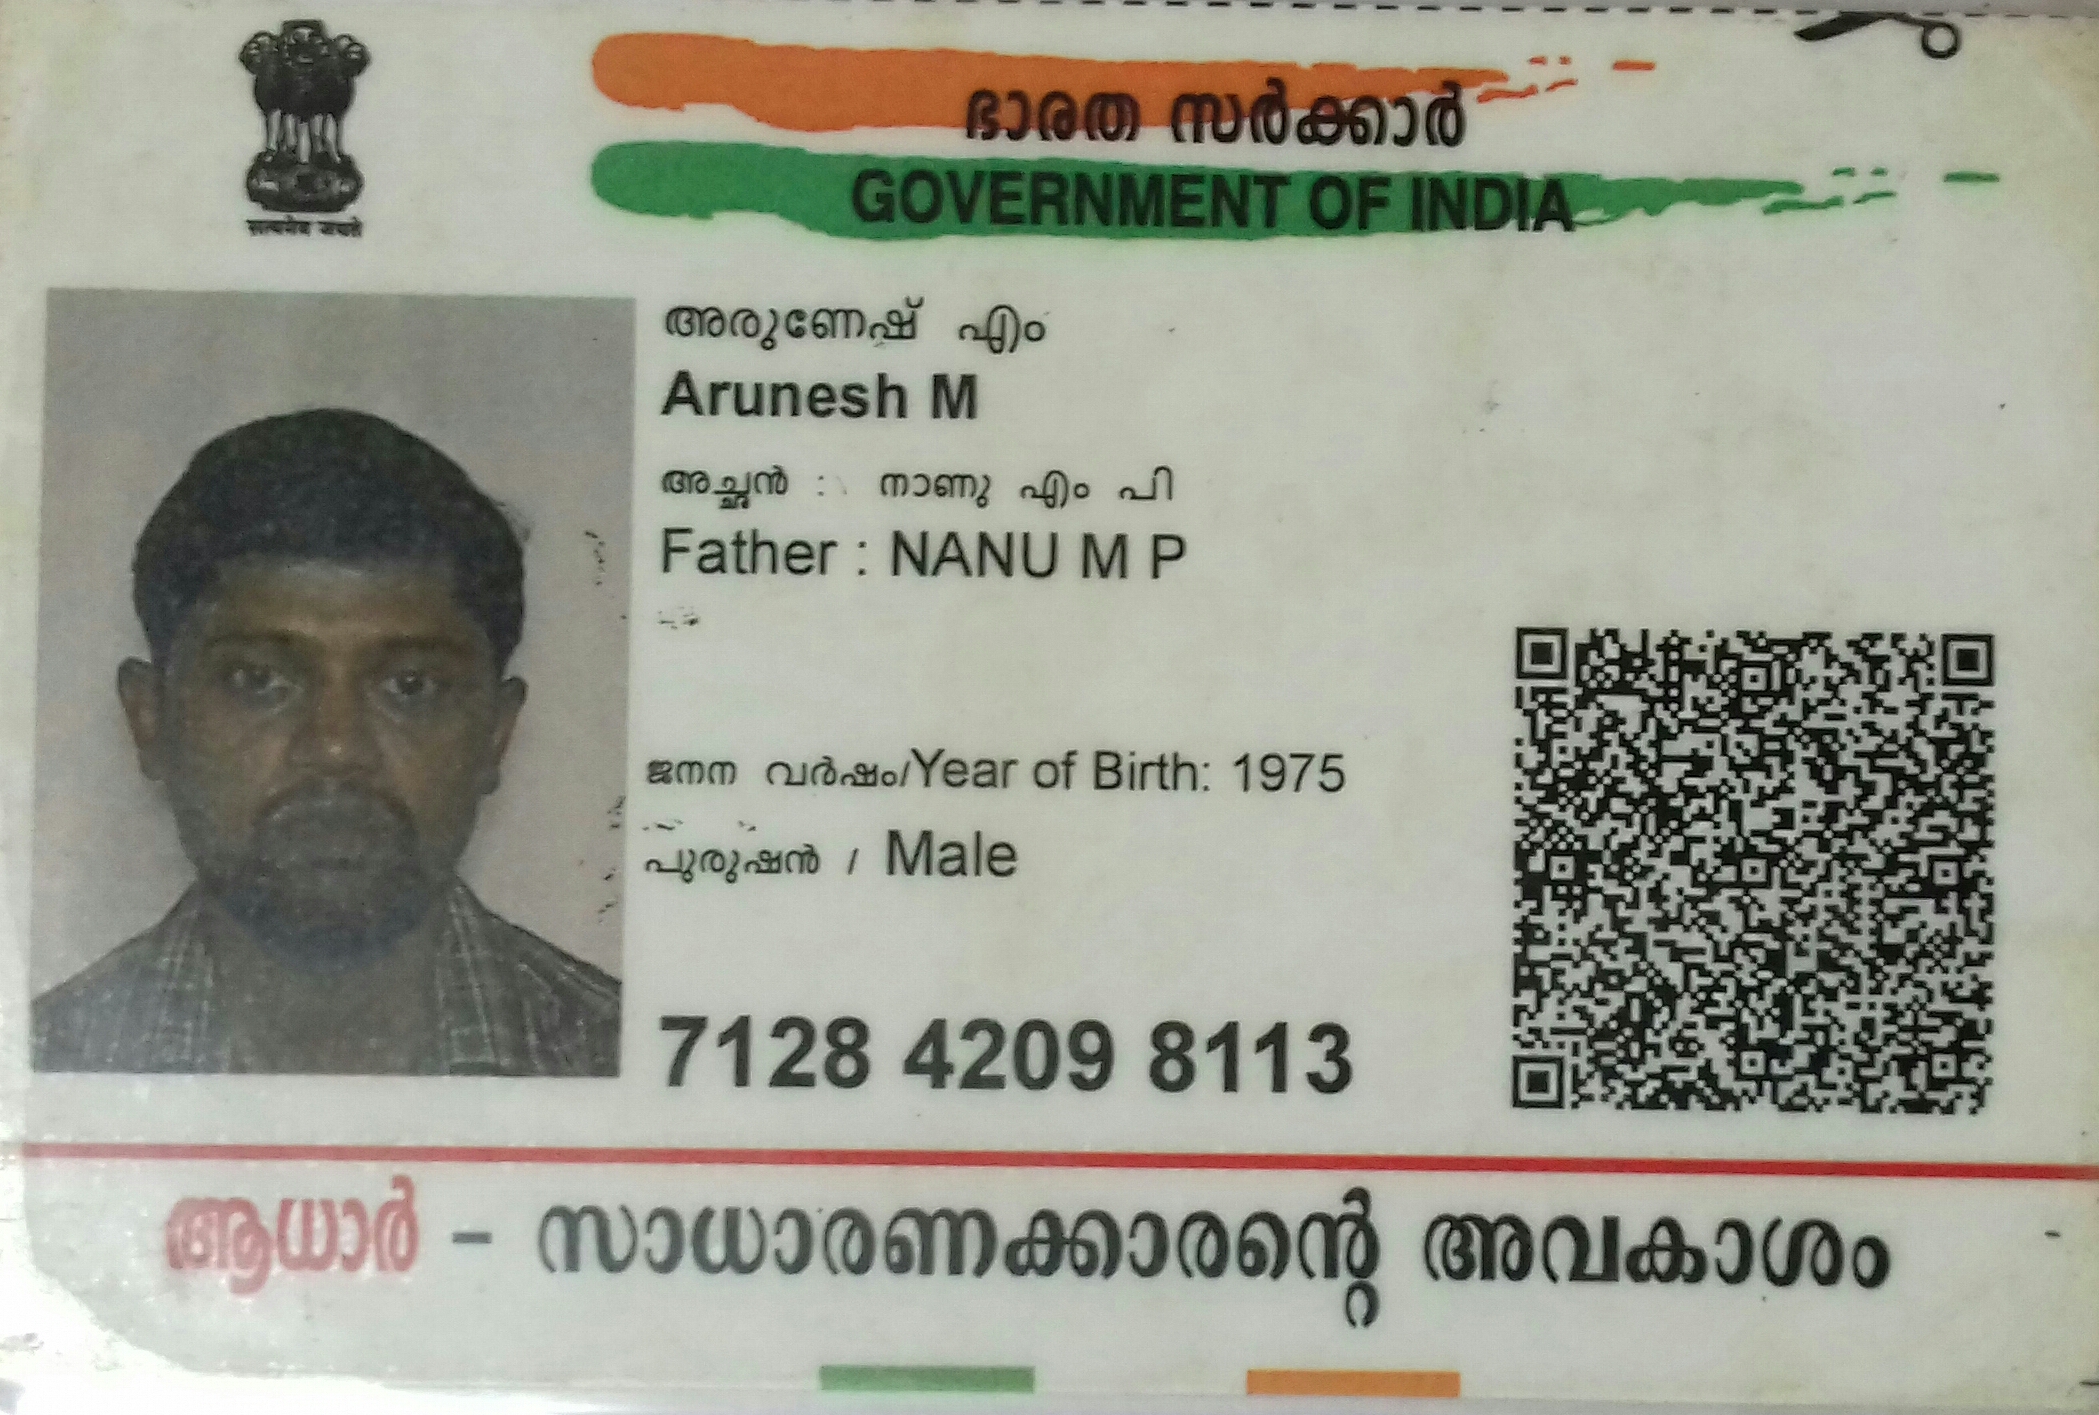 ഭാരത സർക്കാർ
GOVERNMENT OF INDIA
सत्यमेव जयते
അരുണേഷ് എം
Arunesh M
അച്ഛൻ : നാണു എം പി
Father : NANU M P
ജനന വർഷം/Year of Birth: 1975
പുരുഷൻ / Male
7128 4209 8113
ആധാർ - സാധാരണക്കാരന്റെ അവകാശം